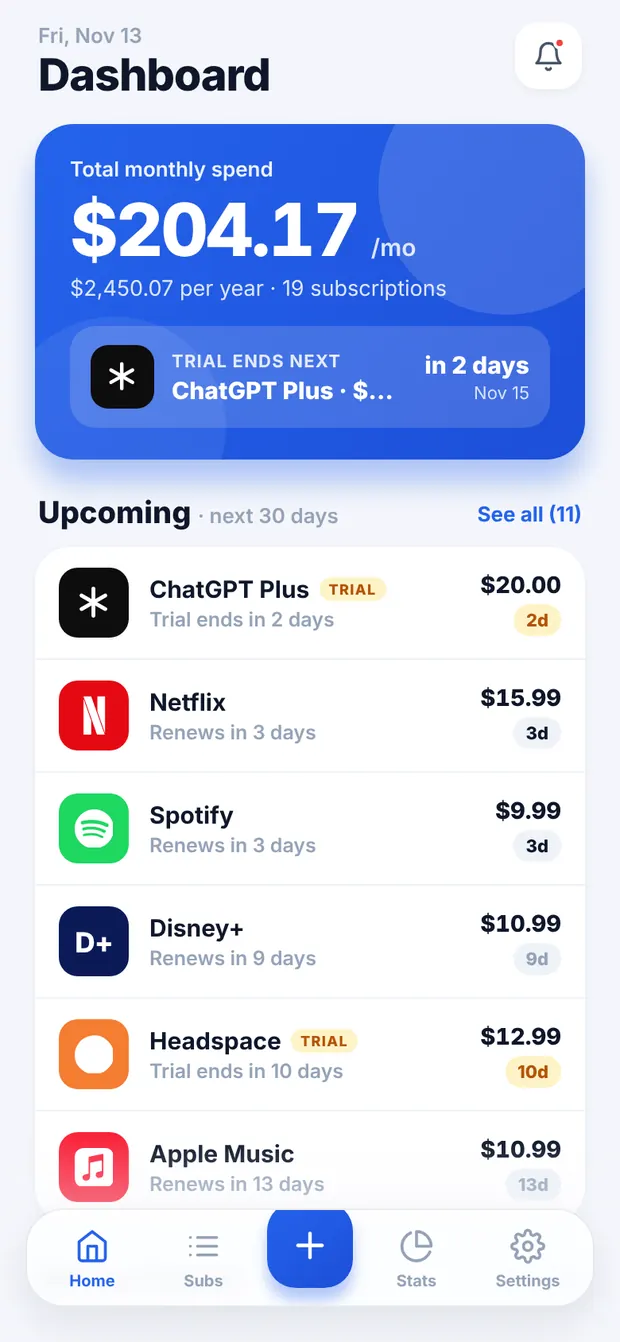 Fri, Nov 13
Dashboard
Total monthly spend
$204.17 /mo
$2,450.07 per year · 19 subscriptions
TRIAL ENDS NEXT
ChatGPT Plus · $...
in 2 days
Nov 15
Upcoming · next 30 days
See all (11)
ChatGPT Plus TRIAL
$20.00
Trial ends in 2 days
2d
Netflix
$15.99
Renews in 3 days
3d
Spotify
$9.99
Renews in 3 days
3d
D+
Disney+
$10.99
Renews in 9 days
9d
Headspace TRIAL
$12.99
Trial ends in 10 days
10d
Apple Music
$10.99
Renews in 13 days
13d
Home
Subs
Stats
Settings